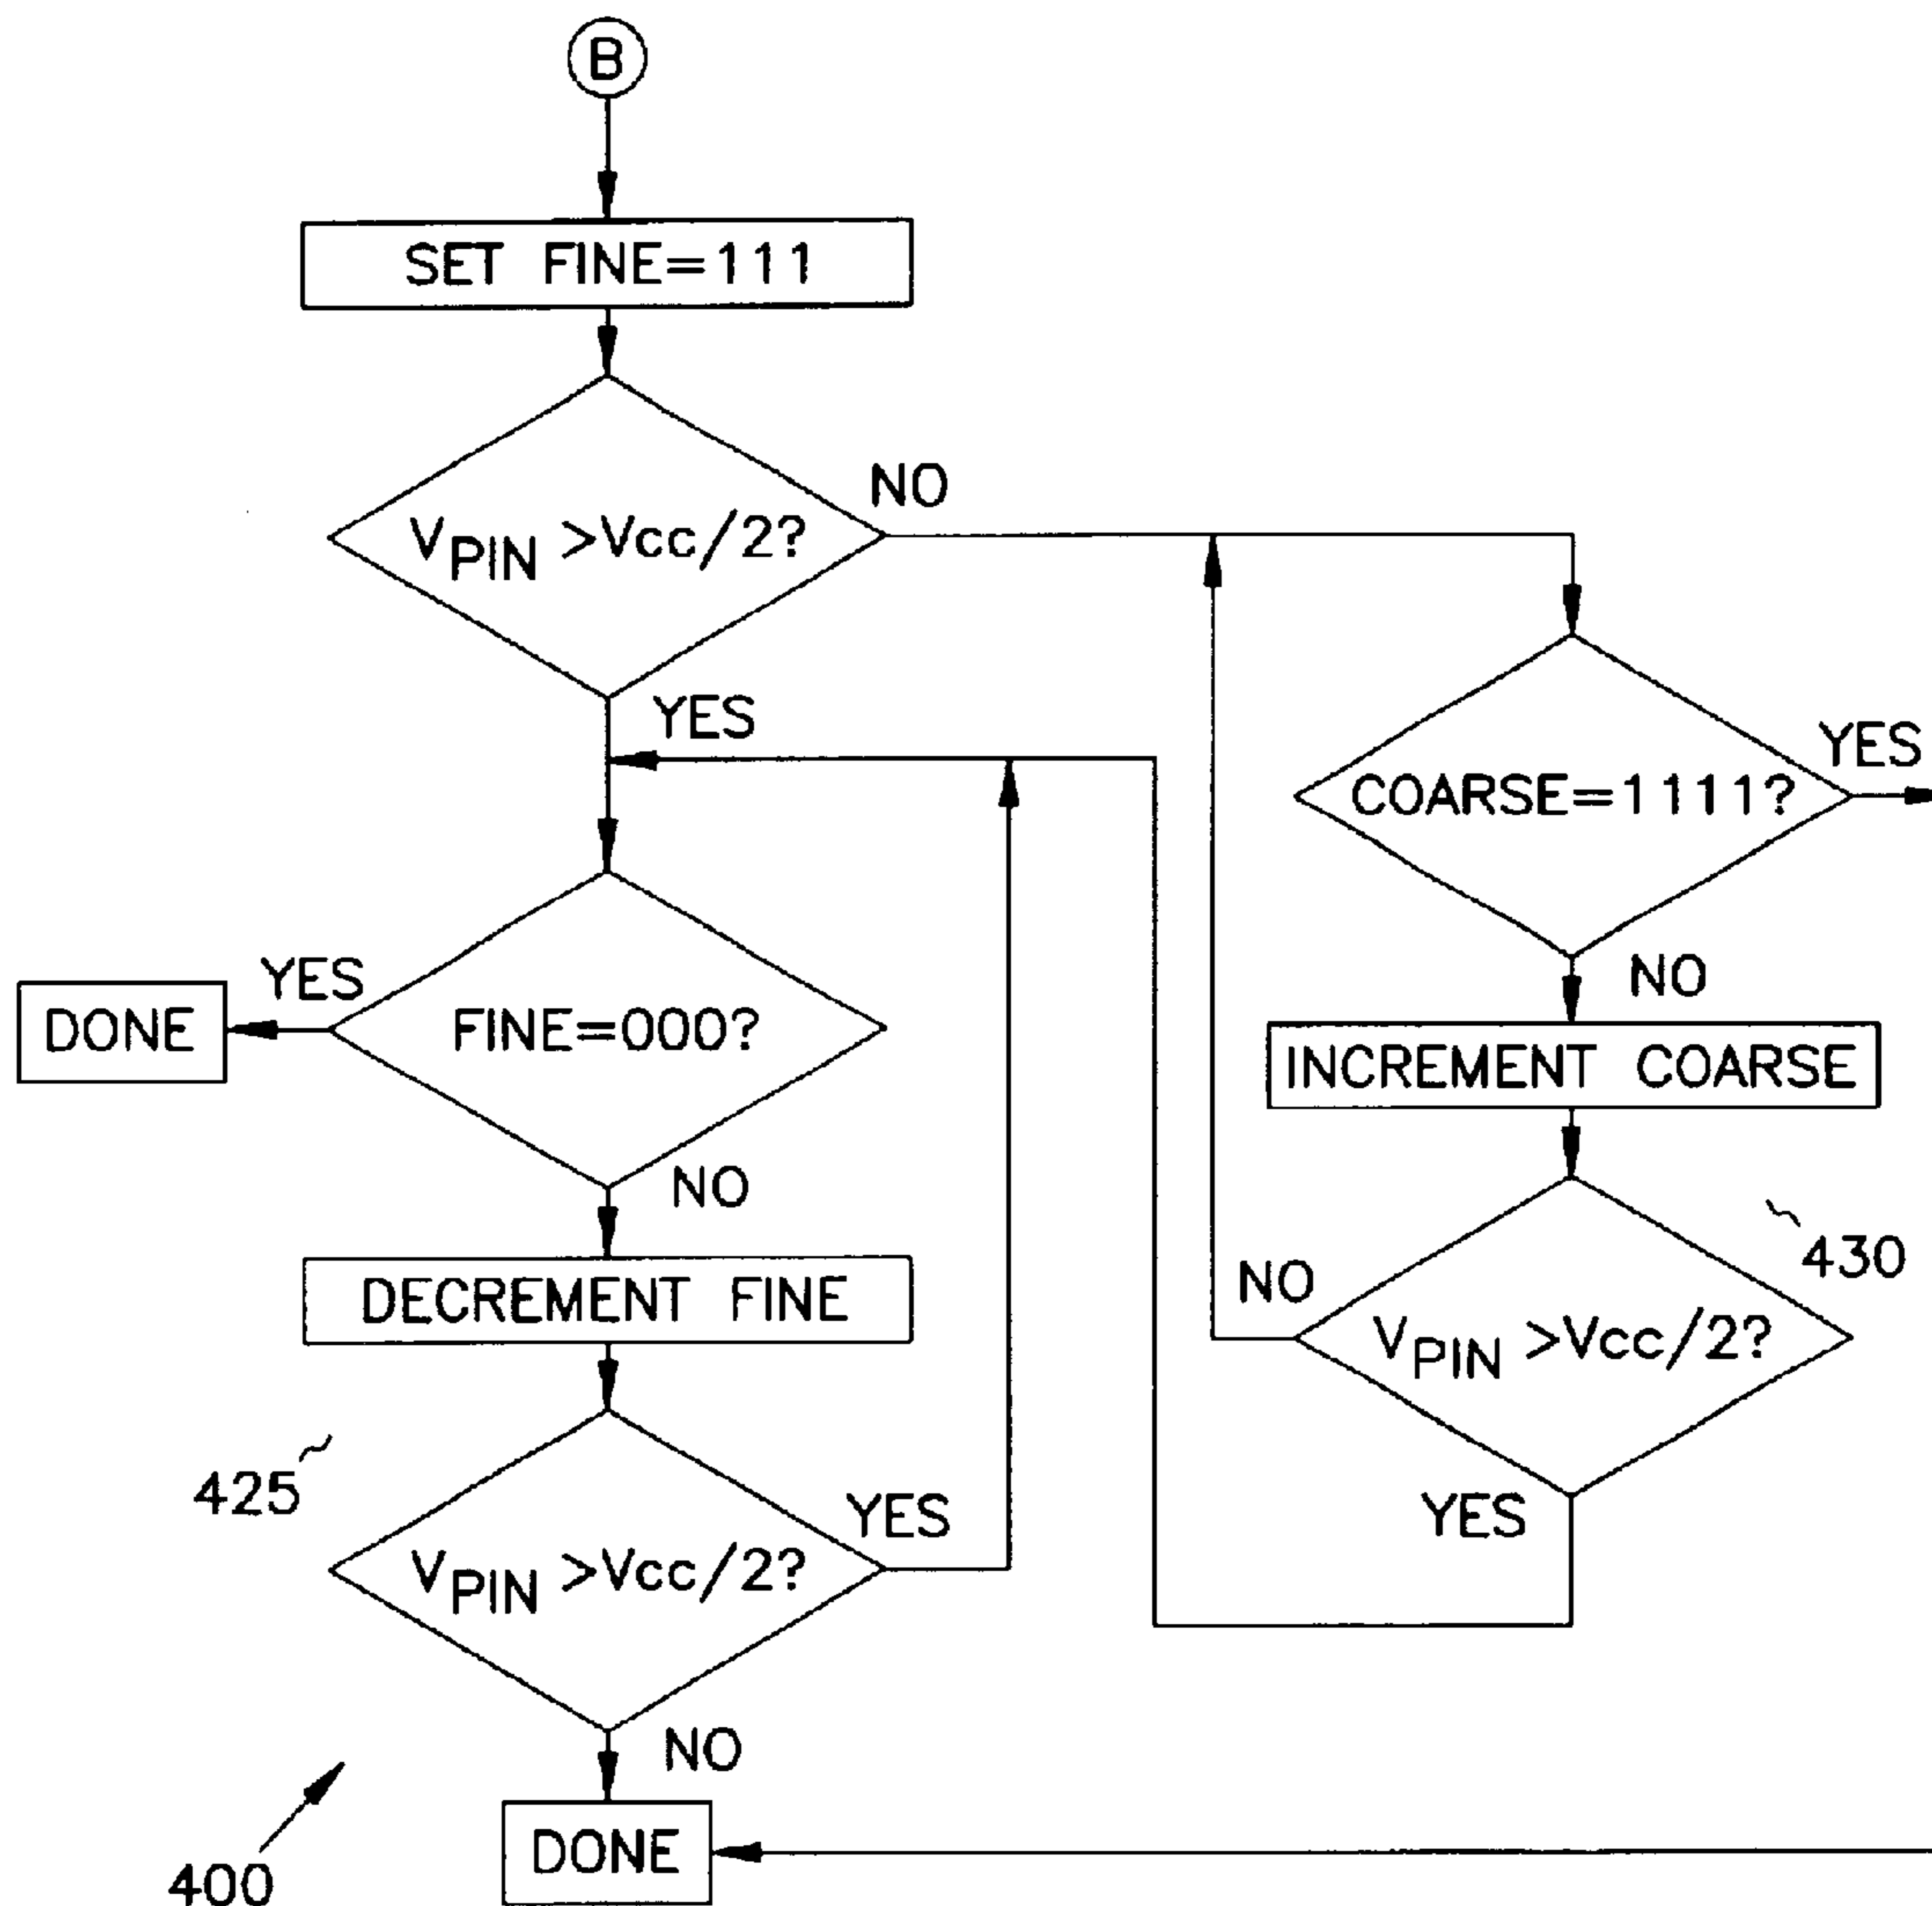 B
SET FINE=111
VPIN >Vcc/2?
NO
YES
COARSE=1111?
YES
NO
INCREMENT COARSE
VPIN >Vcc/2?
430
NO
YES
FINE=000?
YES
DONE
NO
DECREMENT FINE
425
VPIN >Vcc/2?
YES
NO
DONE
400